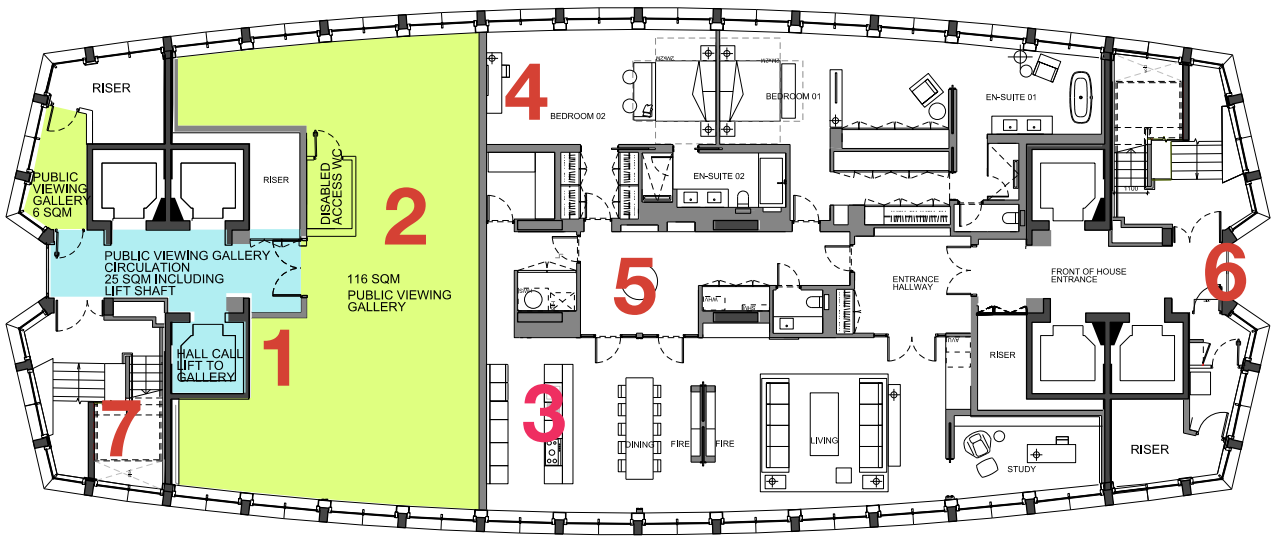 RISER
PUBLIC
VIEWING
GALLERY
6 SQM
RISER
DISABLED
ACCESS WC
2
116 SQM
PUBLIC VIEWING
GALLERY
PUBLIC VIEWING GALLERY
CIRCULATION
25 SQM INCLUDING
LIFT SHAFT
HALL CALL
LIFT TO
GALLERY
1
7
4
BEDROOM 02
BEDROOM 01
EN-SUITE 01
EN-SUITE 02
1100
5
ENTRANCE
HALLWAY
FRONT OF HOUSE
ENTRANCE
6
3
DINING
FIRE
FIRE
LIVING
RISER
STUDY
RISER